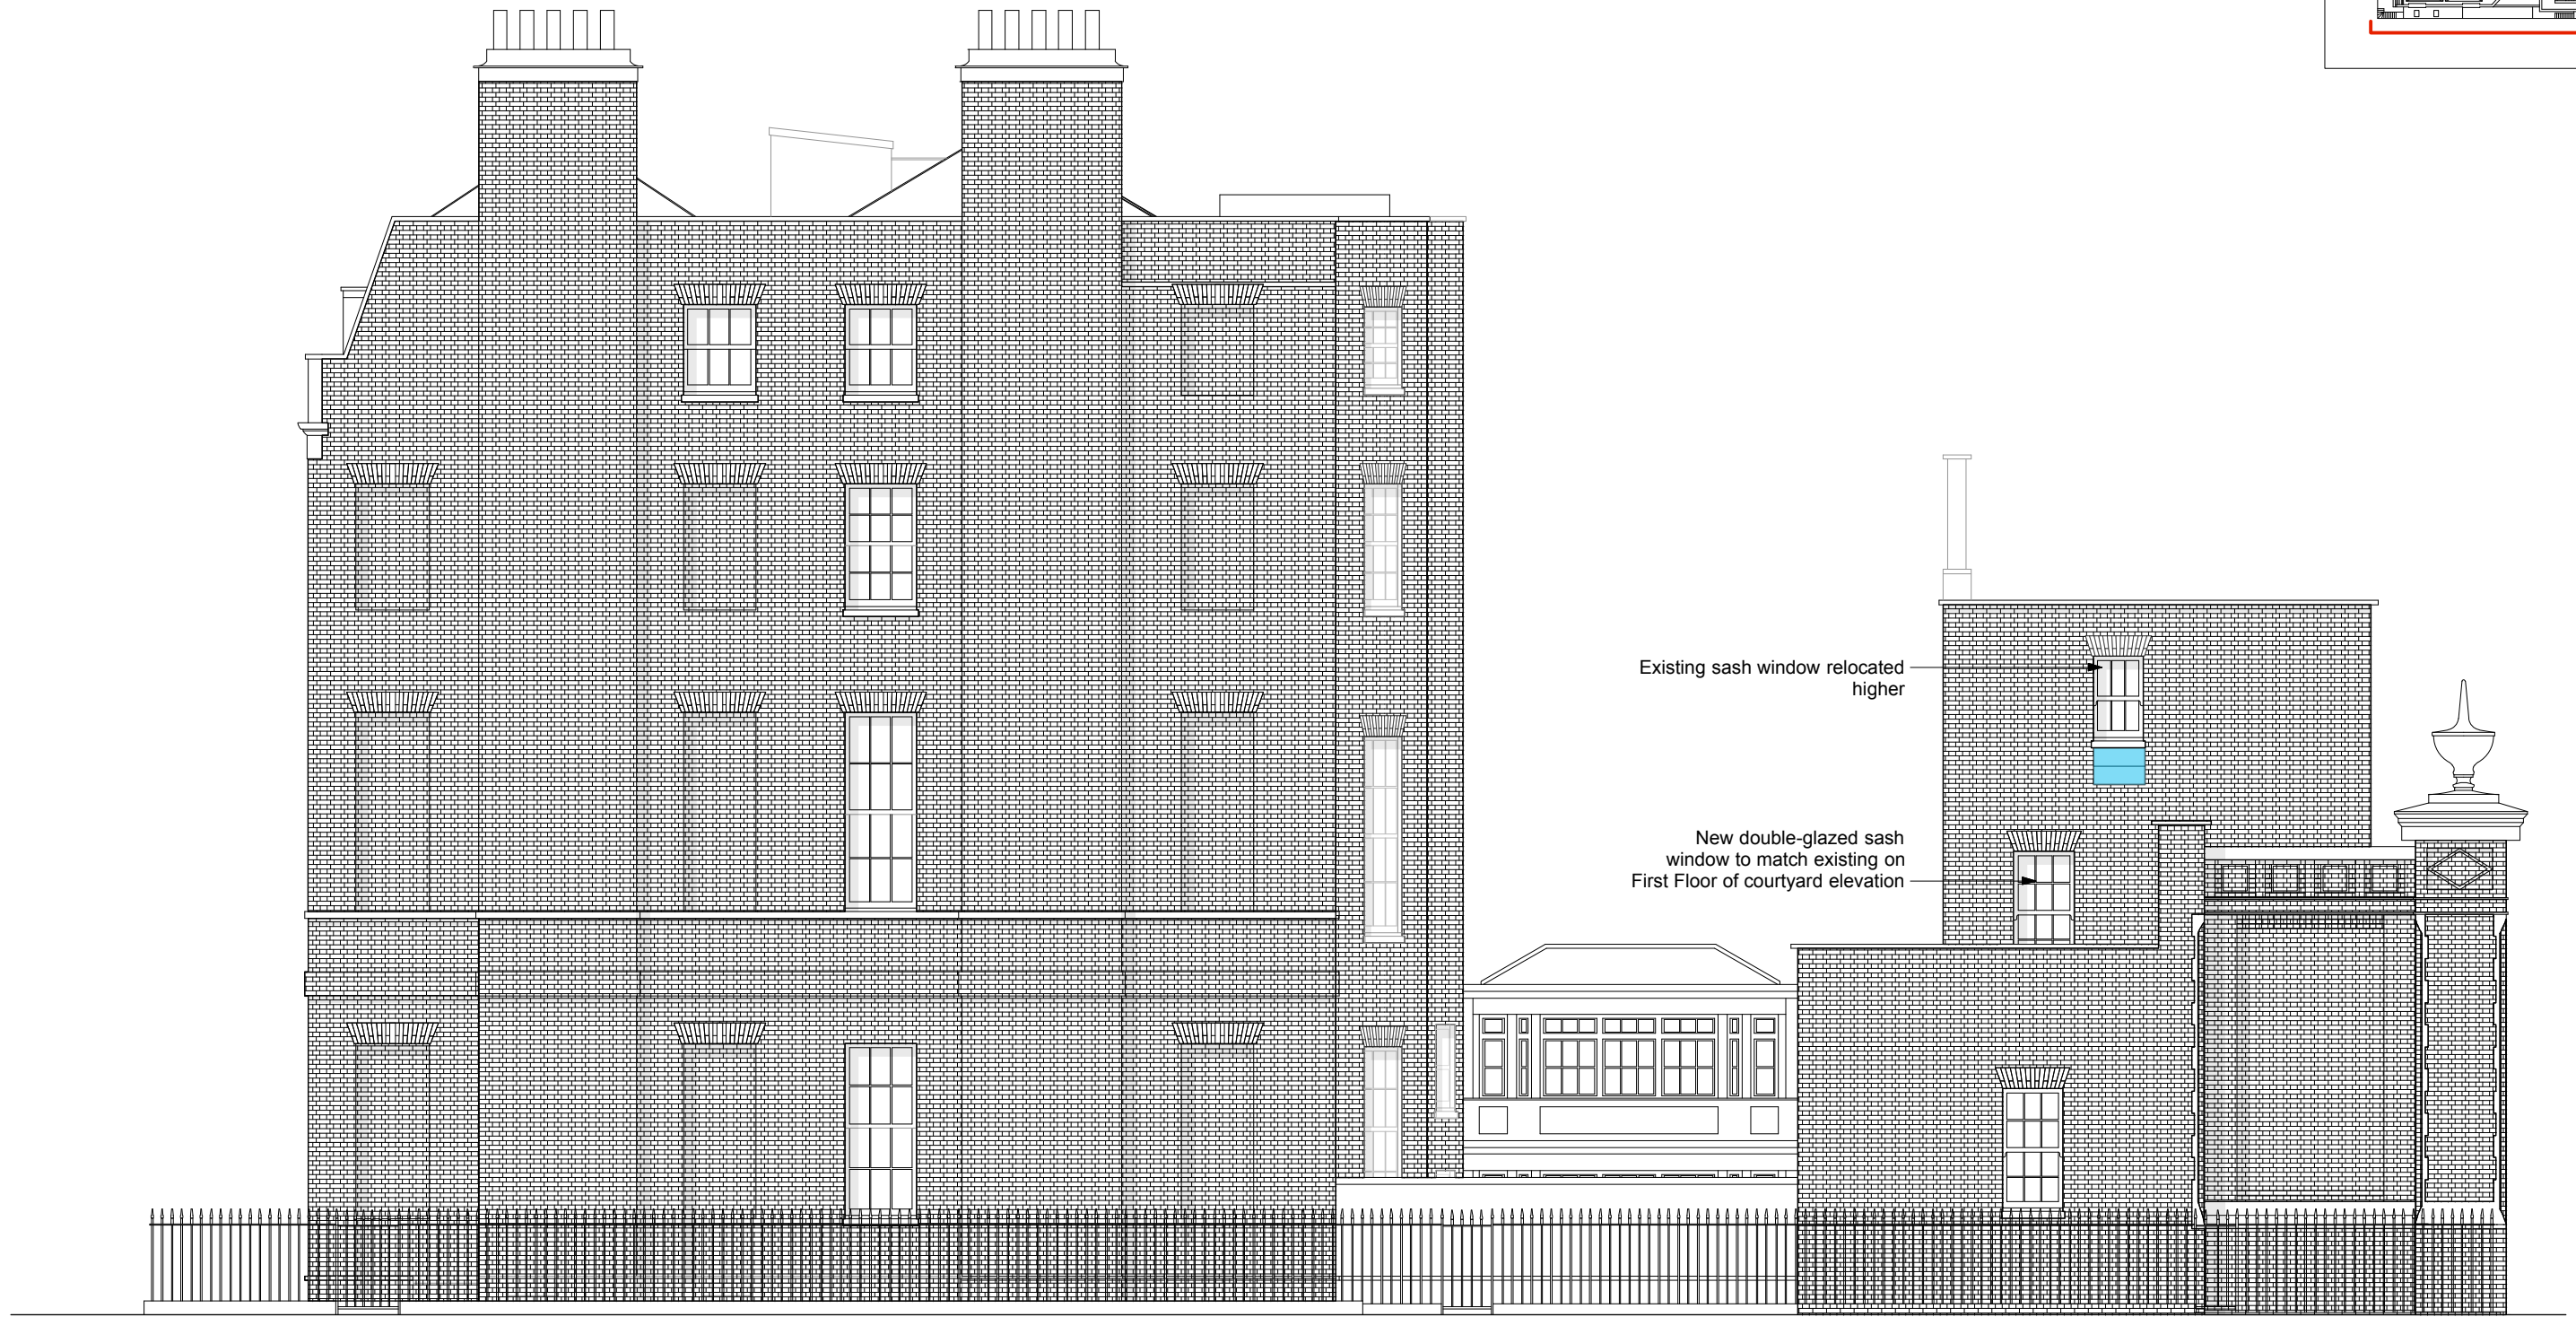 Existing sash window relocated
higher
New double-glazed sash
window to match existing on
First Floor of courtyard elevation